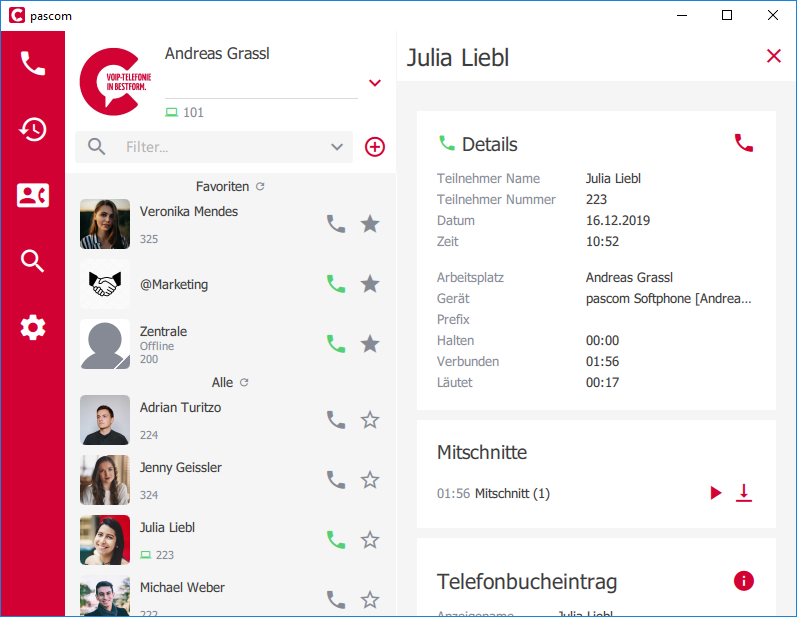 pascom
VOIP-TELEFONIE
IN BESTFORM.
Andreas Grassl
101
Filter...
Favoriten
Veronika Mendes
325
@Marketing
Zentrale
Offline
200
Alle
Adrian Turitzo
224
Jenny Geissler
324
Julia Liebl
223
Michael Weber
222
Julia Liebl
Details
Teilnehmer Name Julia Liebl
Teilnehmer Nummer 223
Datum 16.12.2019
Zeit 10:52
Arbeitsplatz Andreas Grassl
Gerät pascom Softphone [Andrea...
Prefix
Halten 00:00
Verbunden 01:56
Läutet 00:17
Mitschnitte
01:56 Mitschnitt (1)
Telefonbucheintrag
Anzeigename Julia Liebl